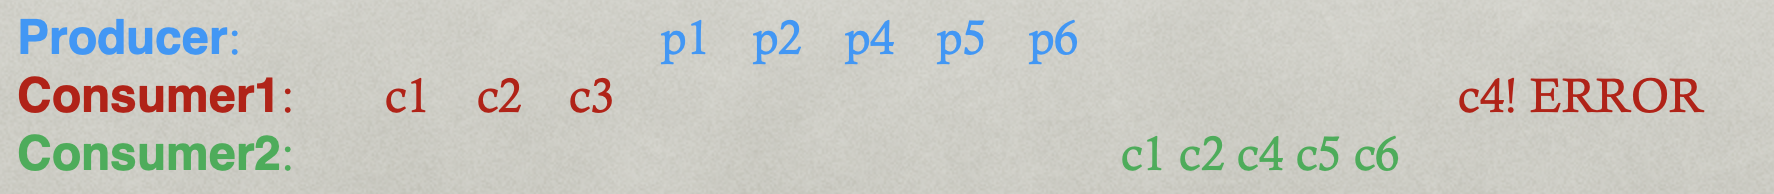 Producer: p1 p2 p4 p5 p6
Consumer1: c1 c2 c3 c4! ERROR
Consumer2: c1 c2 c4 c5 c6